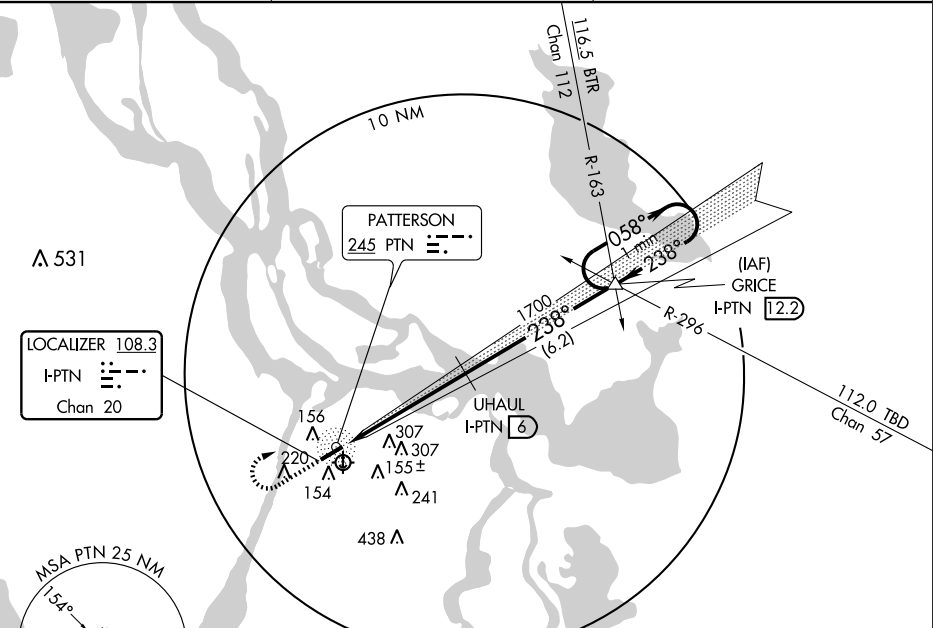 116.5 BTR
Chan 112
10 NM
R-163
PATTERSON
245 PTN
531
058°
1 min
238°
(IAF)
GRICE
I-PTN 12.2
1700
238°
(6.2)
R-296
LOCALIZER 108.3
I-PTN
Chan 20
112.0 TBD
Chan 57
UHAUL
I-PTN 6
156
307
307
220
155±
154
241
438
MSA PTN 25 NM
154°